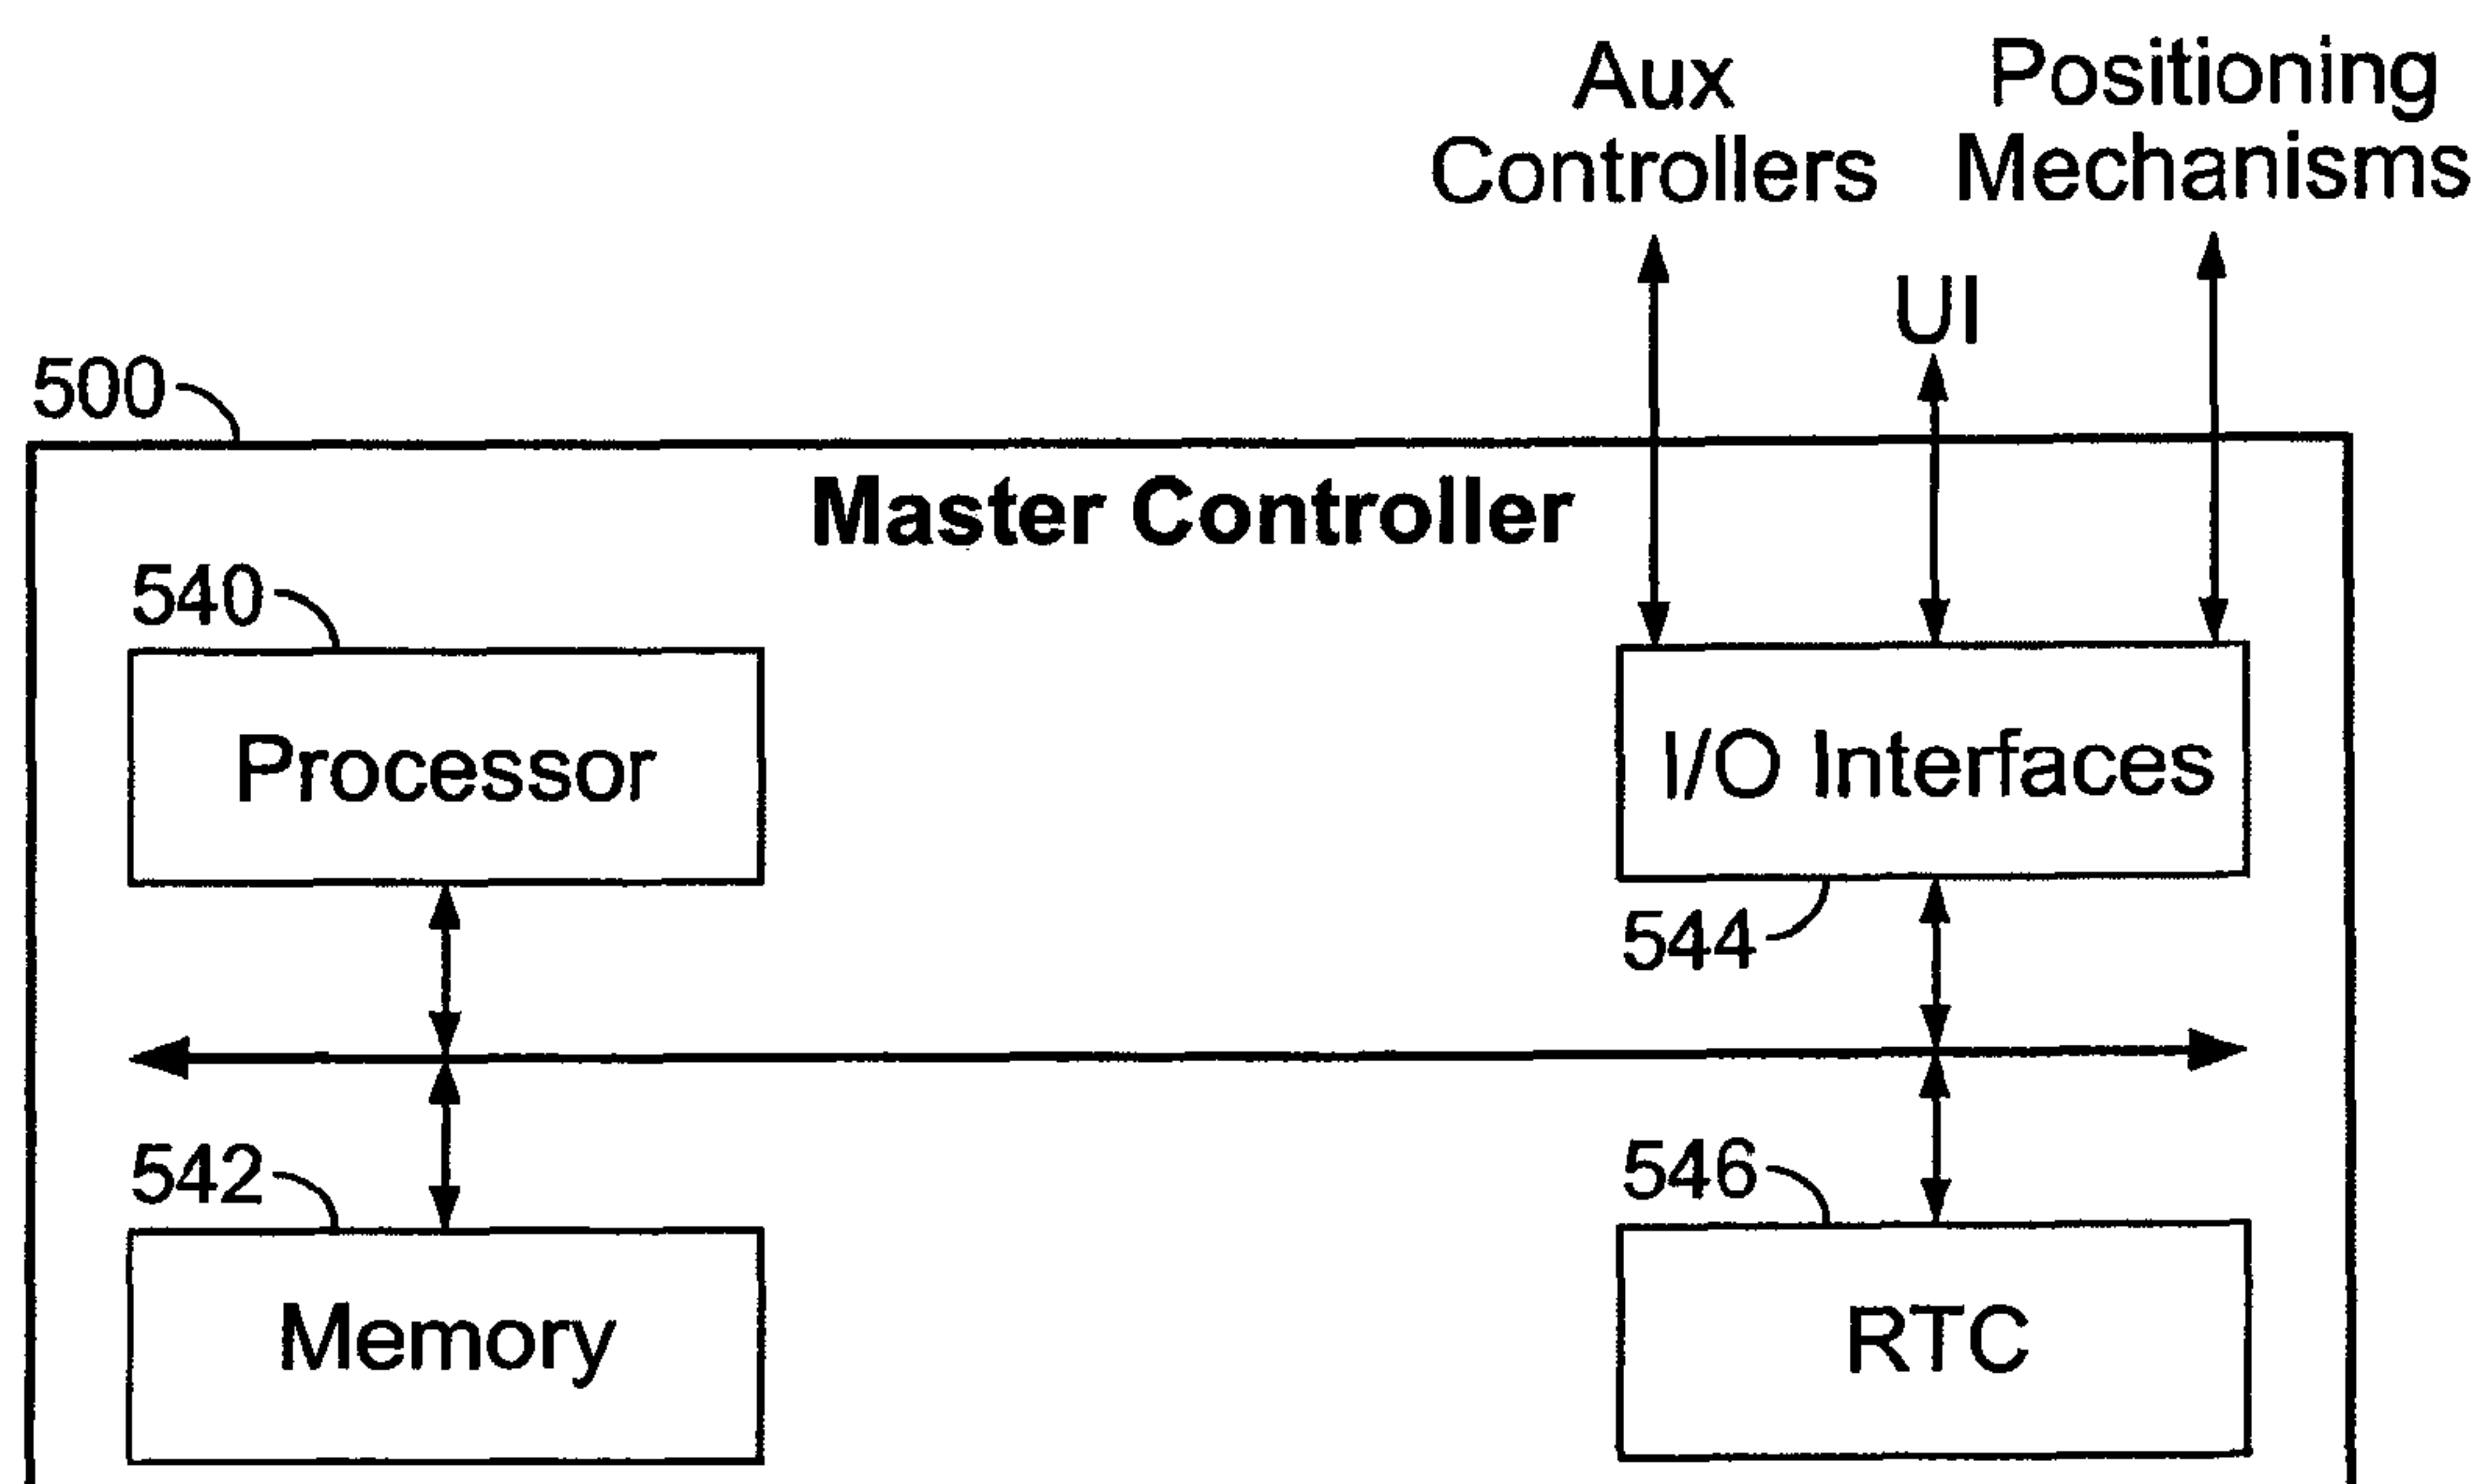 Aux
Controllers
Positioning
Mechanisms
UI
500
Master Controller
540
Processor
I/O Interfaces
544
542
Memory
546
RTC